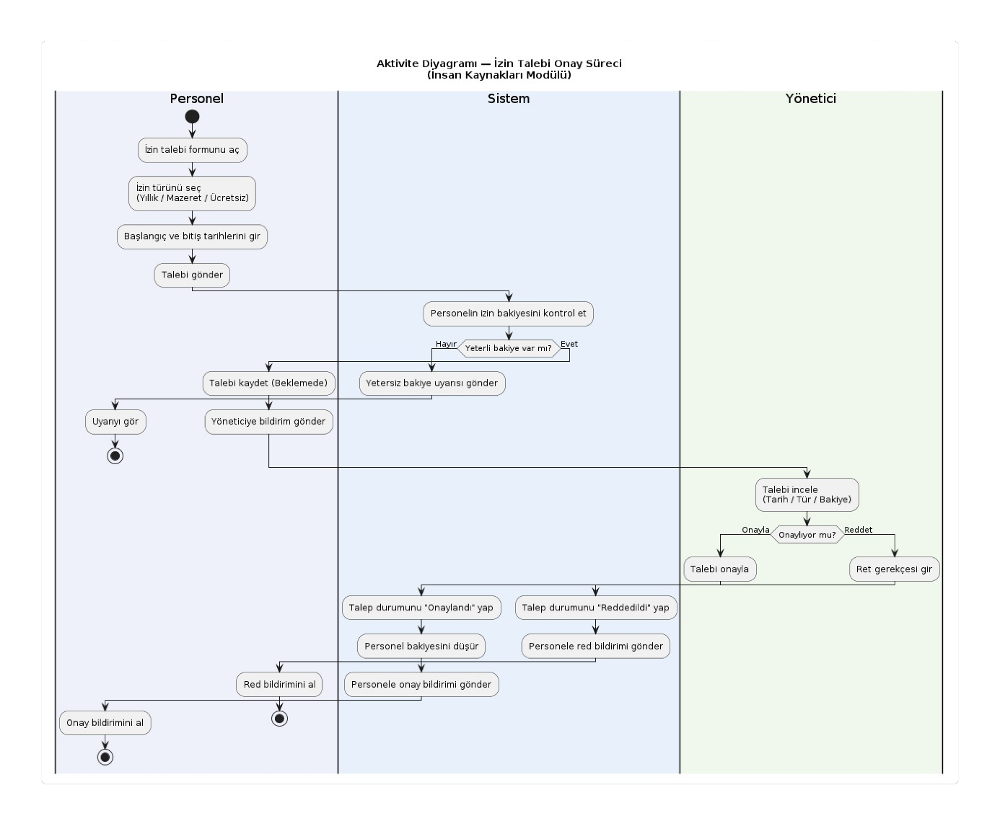 Aktivite Diyagramı — İzin Talebi Onay Süreci
(İnsan Kaynakları Modülü)
Personel
Sistem
Yönetici
İzin talebi formunu aç
İzin türünü seç
(Yıllık / Mazeret / Ücretsiz)
Başlangıç ve bitiş tarihlerini gir
Talebi gönder
Personelin izin bakiyesini kontrol et
Hayır
Yeterli bakiye var mı?
Evet
Talebi kaydet (Beklemede)
Yetersiz bakiye uyarısı gönder
Uyarıyı gör
Yöneticiye bildirim gönder
Talebi incele
(Tarih / Tür / Bakiye)
Onayla
Onaylıyor mu?
Reddet
Talebi onayla
Ret gerekçesi gir
Talep durumunu "Onaylandı" yap
Talep durumunu "Reddedildi" yap
Personel bakiyesini düşür
Personele red bildirimi gönder
Red bildirimini al
Personele onay bildirimi gönder
Onay bildirimini al